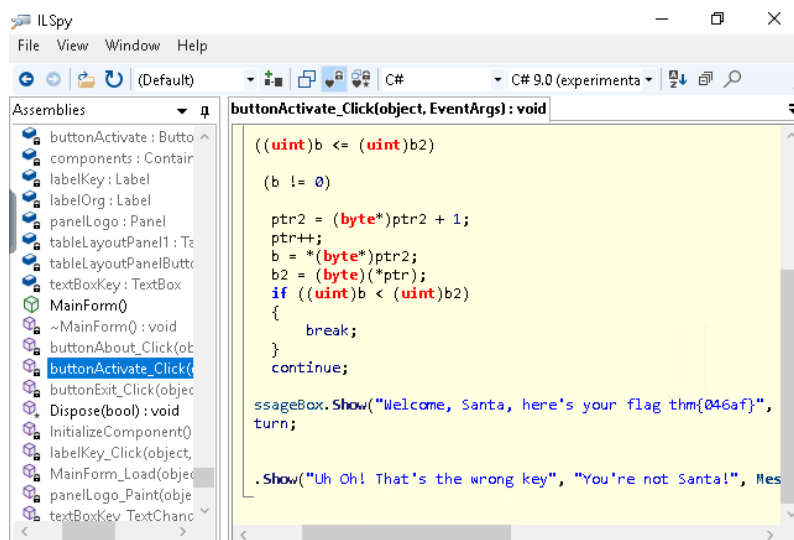 ILSpy
File View Window Help
(Default) C# C# 9.0 (experimenta
Assemblies
buttonActivate : Butto
components : Contain
labelKey : Label
labelOrg : Label
panelLogo : Panel
tableLayoutPanel1 : Ta
tableLayoutPanelButto
textBoxKey : TextBox
MainForm()
~MainForm() : void
buttonAbout_Click(ob
buttonActivate_Click(
buttonExit_Click(objec
Dispose(bool) : void
InitializeComponent()
labelKey_Click(object,
MainForm_Load(objec
panelLogo_Paint(obje
textBoxKey_TextChanc
buttonActivate_Click(object, EventArgs) : void
((uint)b <= (uint)b2)
(b != 0)
ptr2 = (byte*)ptr2 + 1;
ptr++;
b = *(byte*)ptr2;
b2 = (byte)(*ptr);
if ((uint)b < (uint)b2)
{
break;
}
continue;
ssageBox.Show("Welcome, Santa, here's your flag thm{046af}",
turn;
.Show("Uh Oh! That's the wrong key", "You're not Santa!", Mes